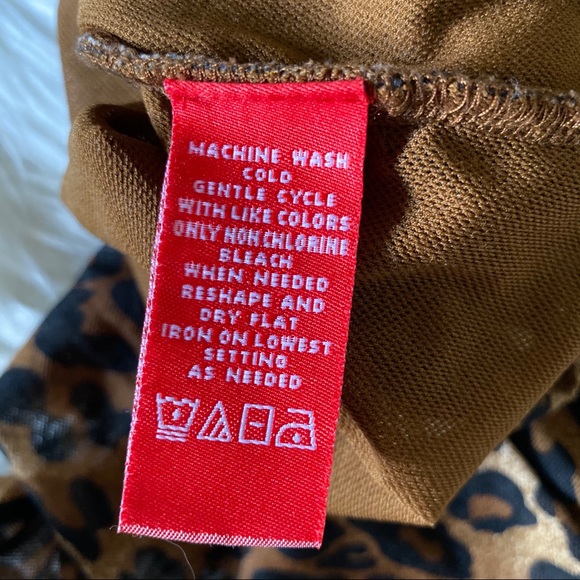 MACHINE WASH
COLD
GENTLE CYCLE
WITH LIKE COLORS
ONLY NON CHLORINE
BLEACH
WHEN NEEDED
RESHAPE AND
DRY FLAT
IRON ON LOWEST
SETTING
AS NEEDED